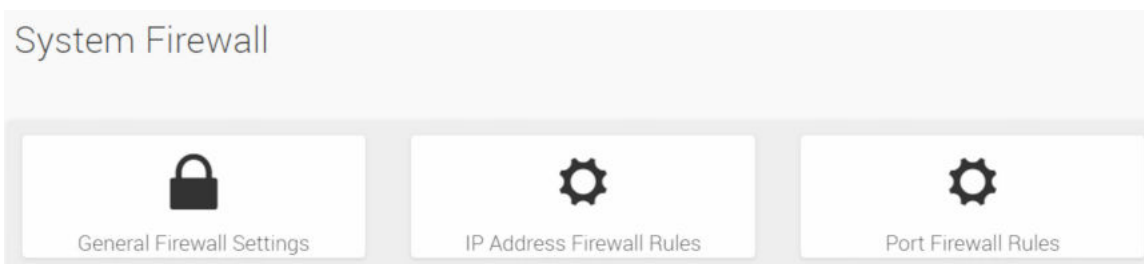 System Firewall
General Firewall Settings
IP Address Firewall Rules
Port Firewall Rules